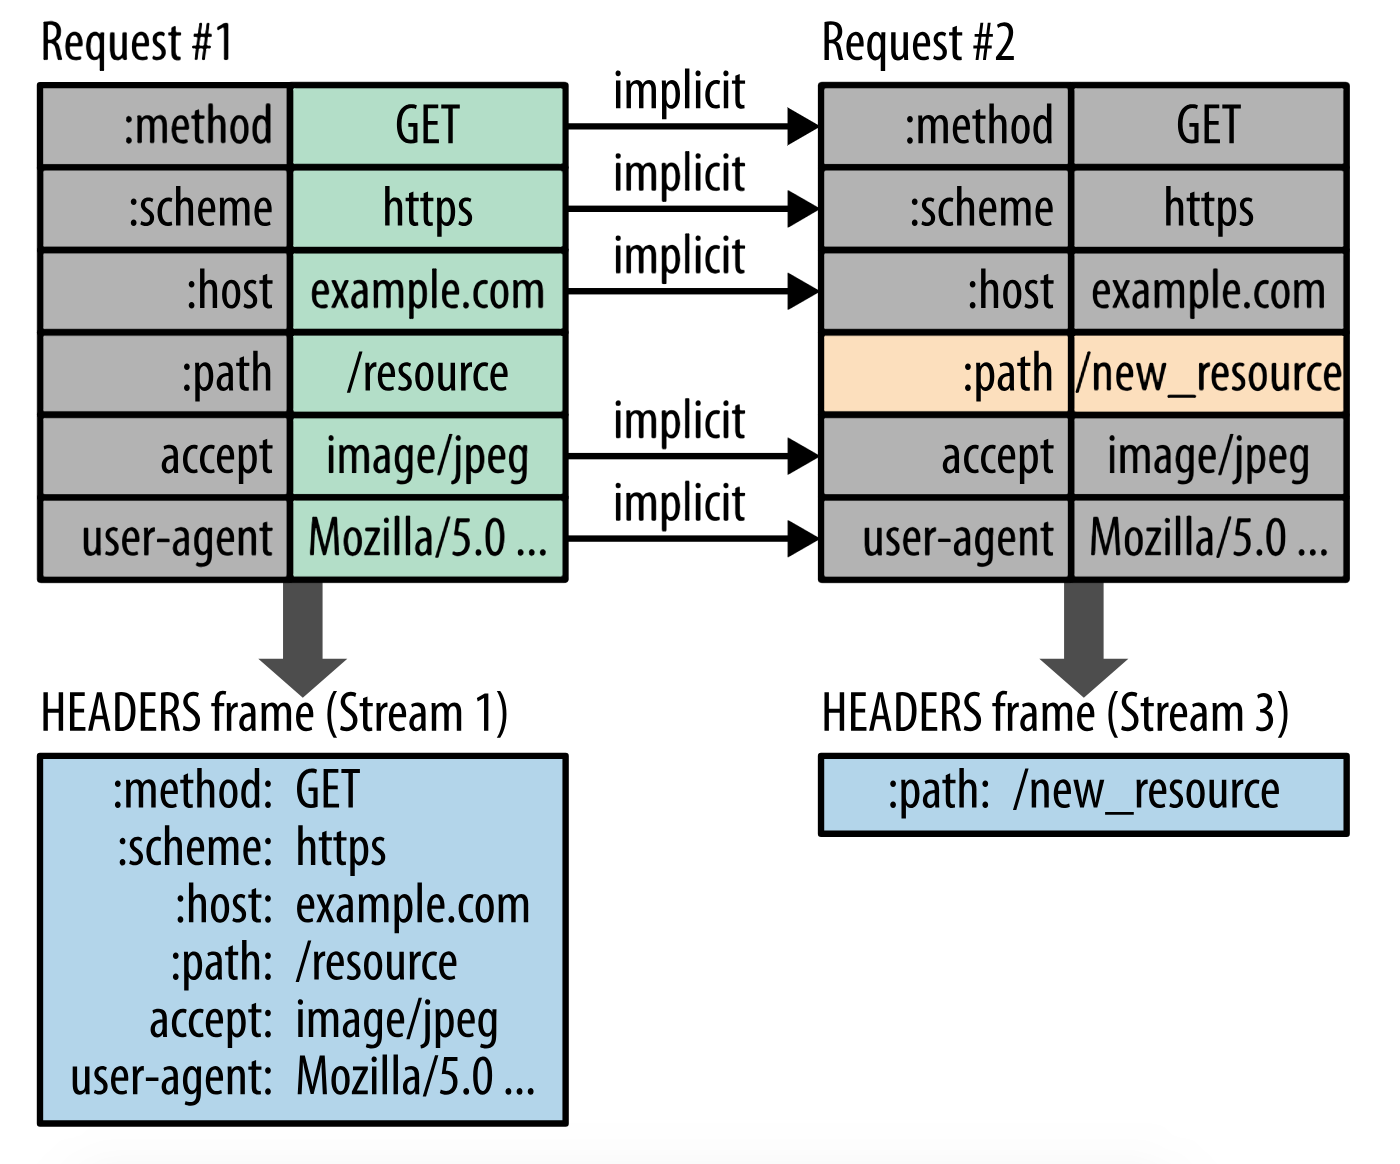 Request #1
:method GET
:scheme https
:host example.com
:path /resource
accept image/jpeg
user-agent Mozilla/5.0 ...
implicit
implicit
implicit
implicit
implicit
Request #2
:method GET
:scheme https
:host example.com
:path /new_resource
accept image/jpeg
user-agent Mozilla/5.0 ...
HEADERS frame (Stream 1)
:method: GET
:scheme: https
:host: example.com
:path: /resource
accept: image/jpeg
user-agent: Mozilla/5.0 ...
HEADERS frame (Stream 3)
:path: /new_resource